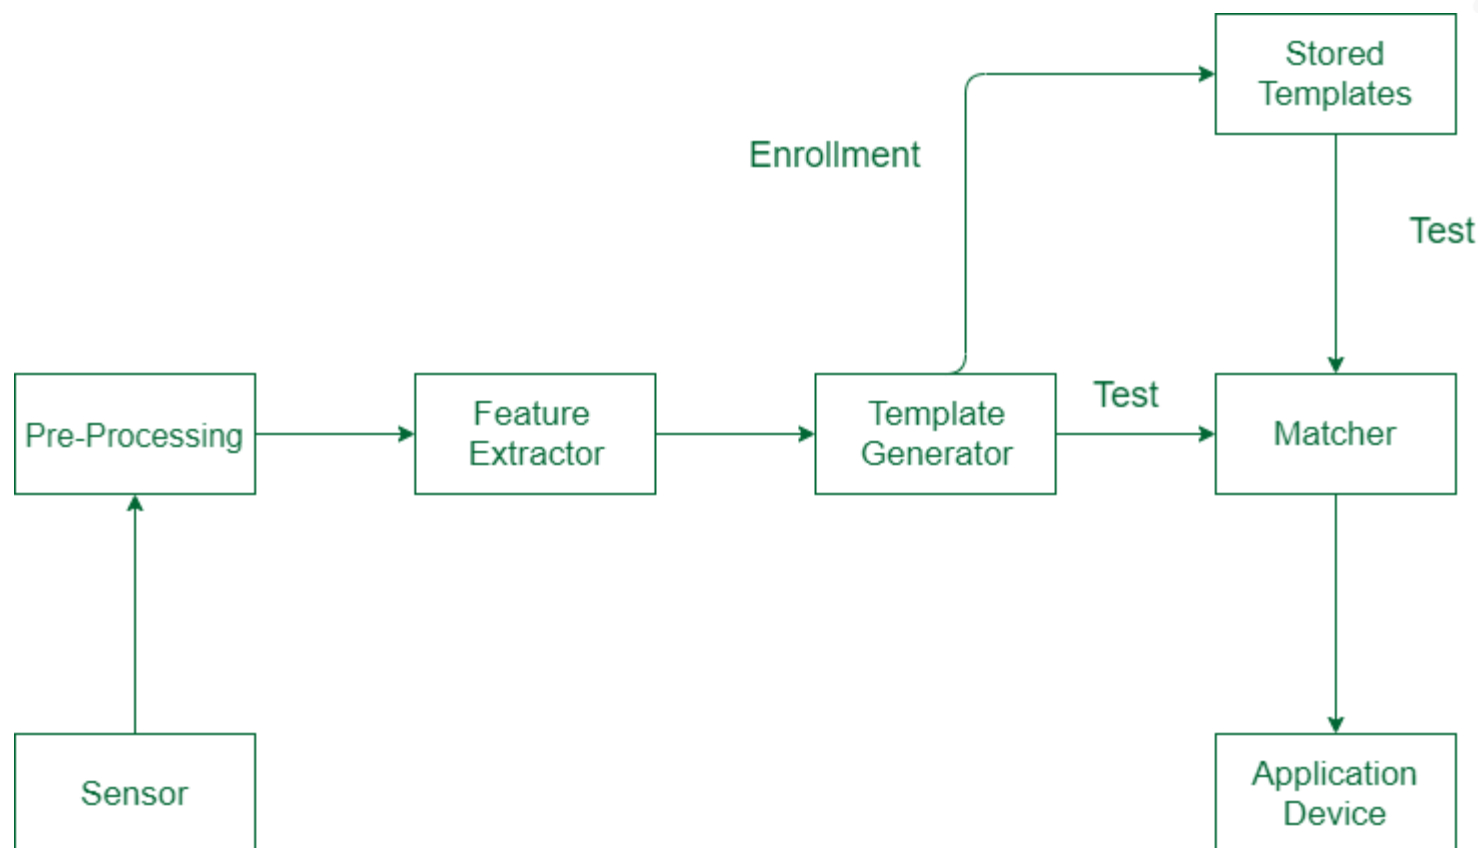 Stored
Templates
Enrollment
Test
Pre-Processing
Feature
Extractor
Template
Generator
Test
Matcher
Sensor
Application
Device